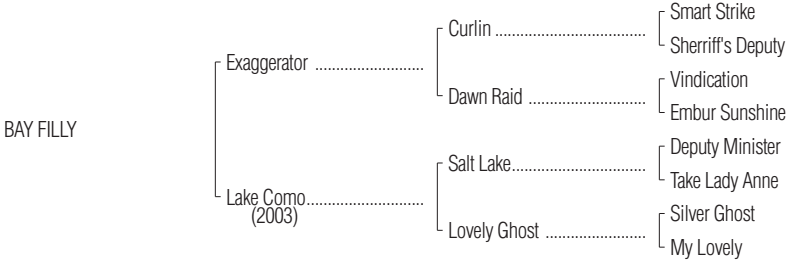 Smart Strike
Curlin ....................................
Sherriff's Deputy
Exaggerator ..........................
Vindication
Dawn Raid ............................
Embur Sunshine
BAY FILLY
Deputy Minister
Salt Lake................................
Take Lady Anne
Lake Como............................
(2003)
Silver Ghost
Lovely Ghost ........................
My Lovely